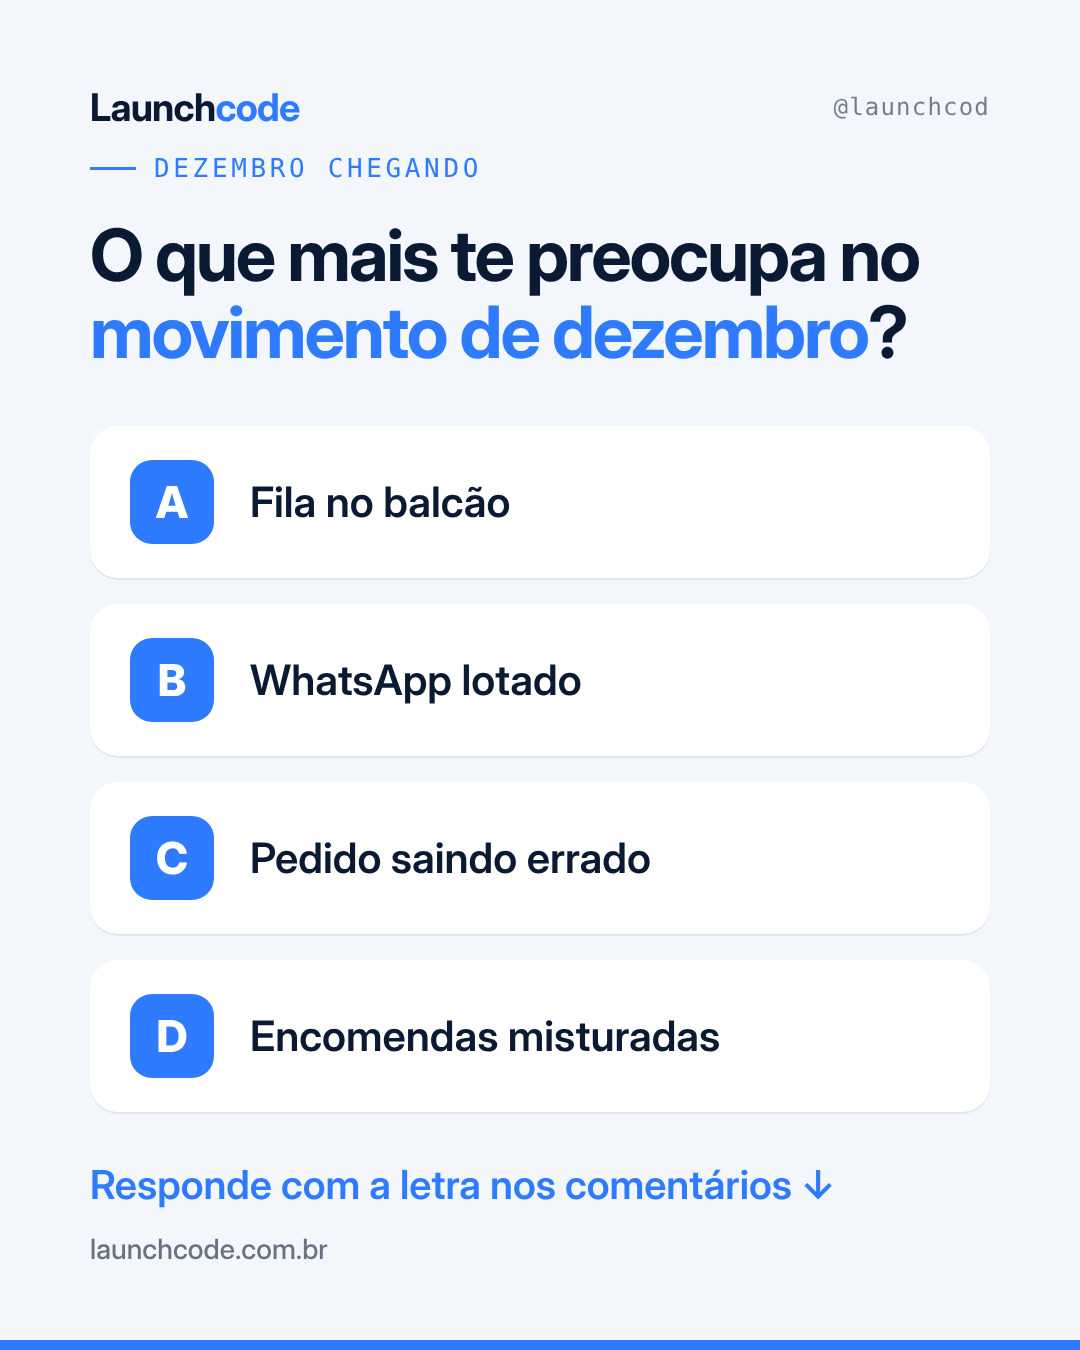 Launchcode
@launchcod
DEZEMBRO CHEGANDO
O que mais te preocupa no
movimento de dezembro?
A Fila no balcão
B WhatsApp lotado
C Pedido saindo errado
D Encomendas misturadas
Responde com a letra nos comentários ↓
launchcode.com.br